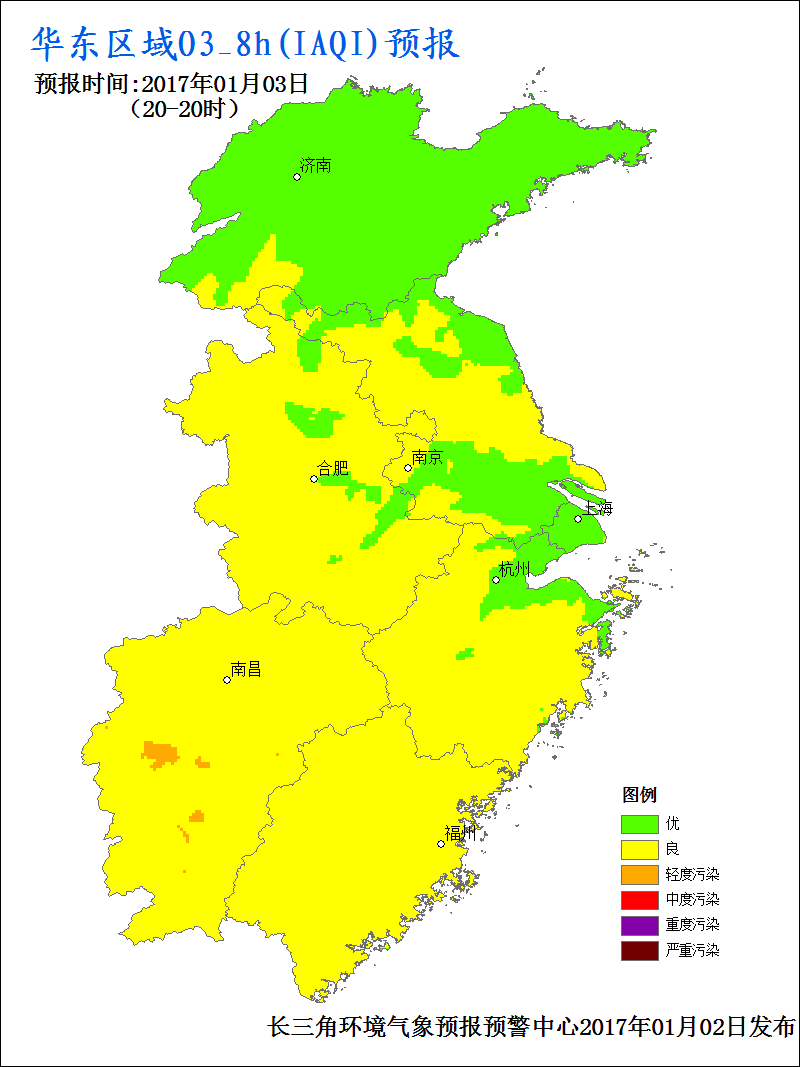 华东区域O3_8h(IAQI)预报
预报时间:2017年01月03日
(20-20时)
济南
南京
合肥
上海
杭州
南昌
福州
图例
优
良
轻度污染
中度污染
重度污染
严重污染
长三角环境气象预报预警中心2017年01月02日发布